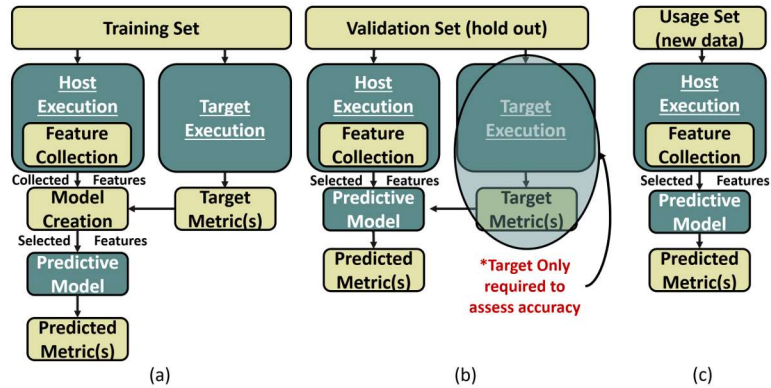 Training Set
Host
Execution
Feature
Collection
Target
Execution
Collected Features
Model
Creation
Target
Metric(s)
Selected Features
Predictive
Model
Predicted
Metric(s)
(a)
Validation Set (hold out)
Host
Execution
Feature
Collection
Target
Execution
Selected Features
Predictive
Model
Target
Metric(s)
Predicted
Metric(s)
*Target Only
required to
assess accuracy
(b)
Usage Set
(new data)
Host
Execution
Feature
Collection
Selected Features
Predictive
Model
Predicted
Metric(s)
(c)